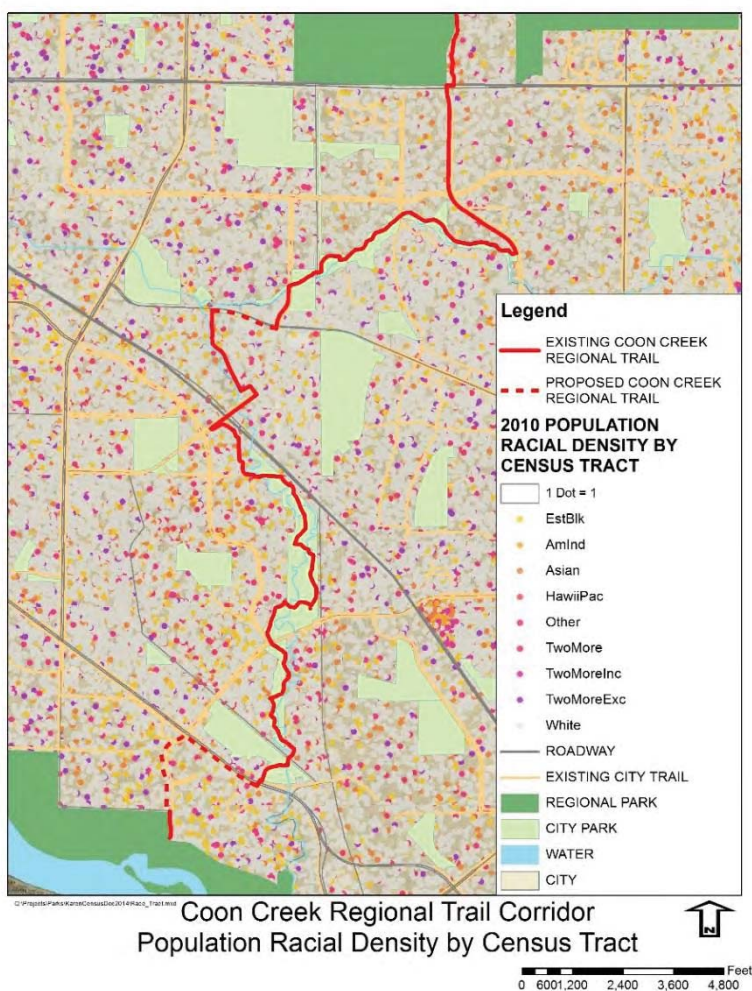 Legend
EXISTING COON CREEK
REGIONAL TRAIL
PROPOSED COON CREEK
REGIONAL TRAIL
2010 POPULATION
RACIAL DENSITY BY
CENSUS TRACT
1 Dot = 1
EstBlk
AmInd
Asian
HawiiPac
Other
TwoMore
TwoMoreInc
TwoMoreExc
White
ROADWAY
EXISTING CITY TRAIL
REGIONAL PARK
CITY PARK
WATER
CITY
Coon Creek Regional Trail Corridor
Population Racial Density by Census Tract
N
Feet
0 600 1,200 2,400 3,600 4,800